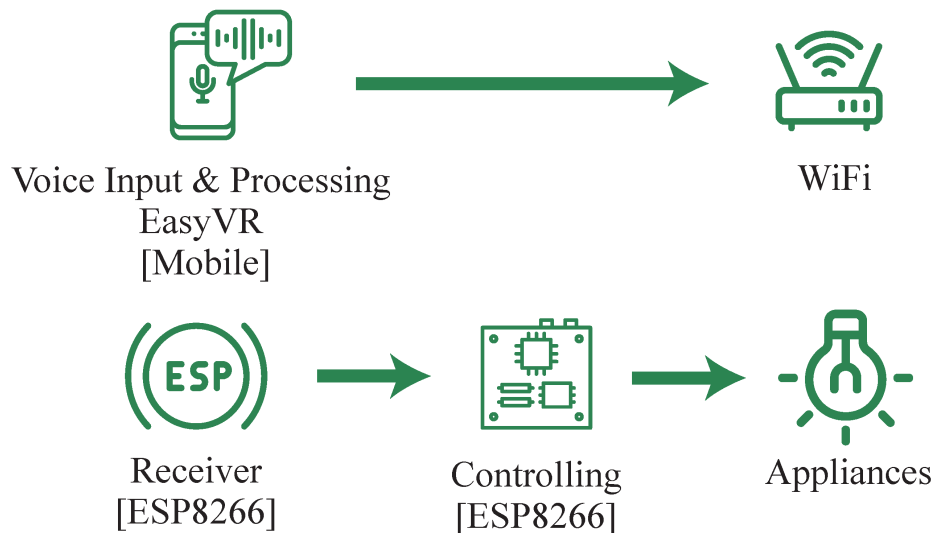 Voice Input & Processing
EasyVR
[Mobile]
WiFi
ESP
Receiver
[ESP8266]
Controlling
[ESP8266]
Appliances